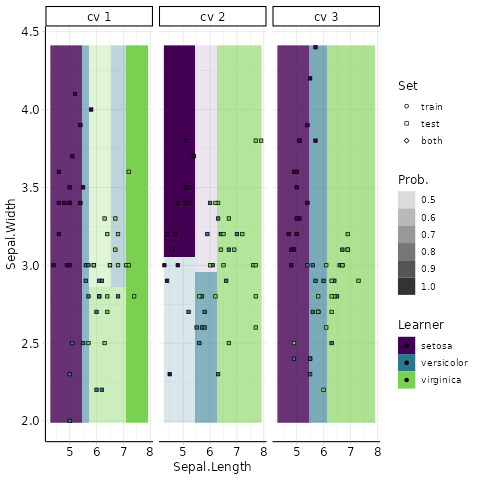 cv 1 cv 2 cv 3
4.5
4.0
3.5
3.0
2.5
2.0
Sepal.Width
5 6 7 8 5 6 7 8 5 6 7 8
Sepal.Length
Set
train
test
both
Prob.
0.5
0.6
0.7
0.8
0.9
1.0
Learner
setosa
versicolor
virginica